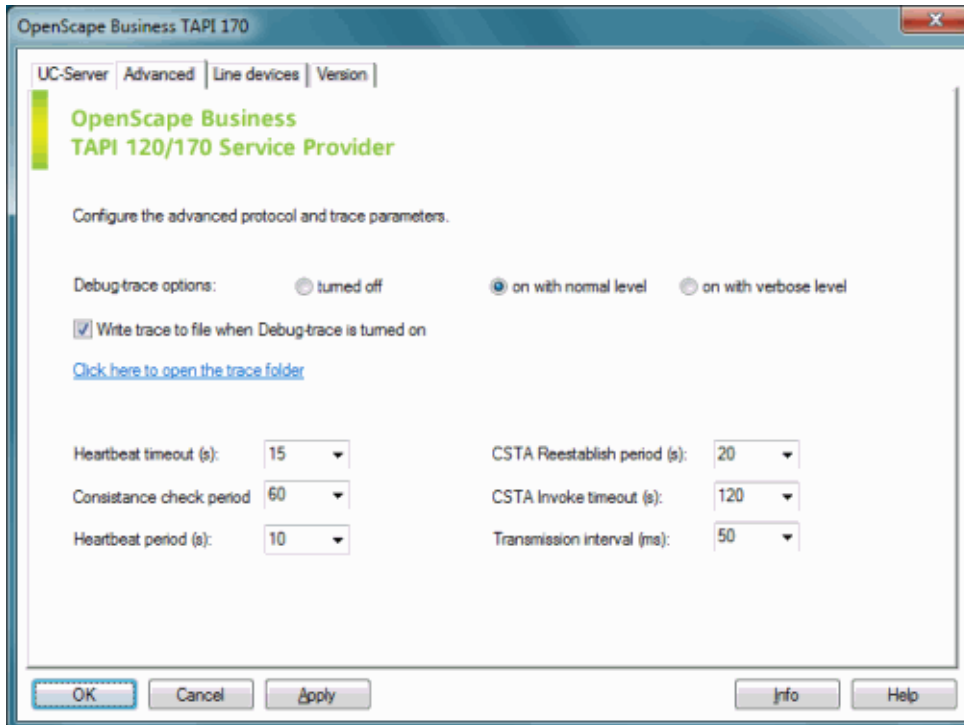 OpenScape Business TAPI 170
UC-Server Advanced Line devices Version
OpenScape Business
TAPI 120/170 Service Provider
Configure the advanced protocol and trace parameters.
Debug-trace options: turned off on with normal level on with verbose level
Write trace to file when Debug-trace is turned on
Click here to open the trace folder
Heartbeat timeout (s): 15 CSTA Reestablish period (s): 20
Consistance check period 60 CSTA Invoke timeout (s): 120
Heartbeat period (s): 10 Transmission interval (ms): 50
OK Cancel Apply Info Help